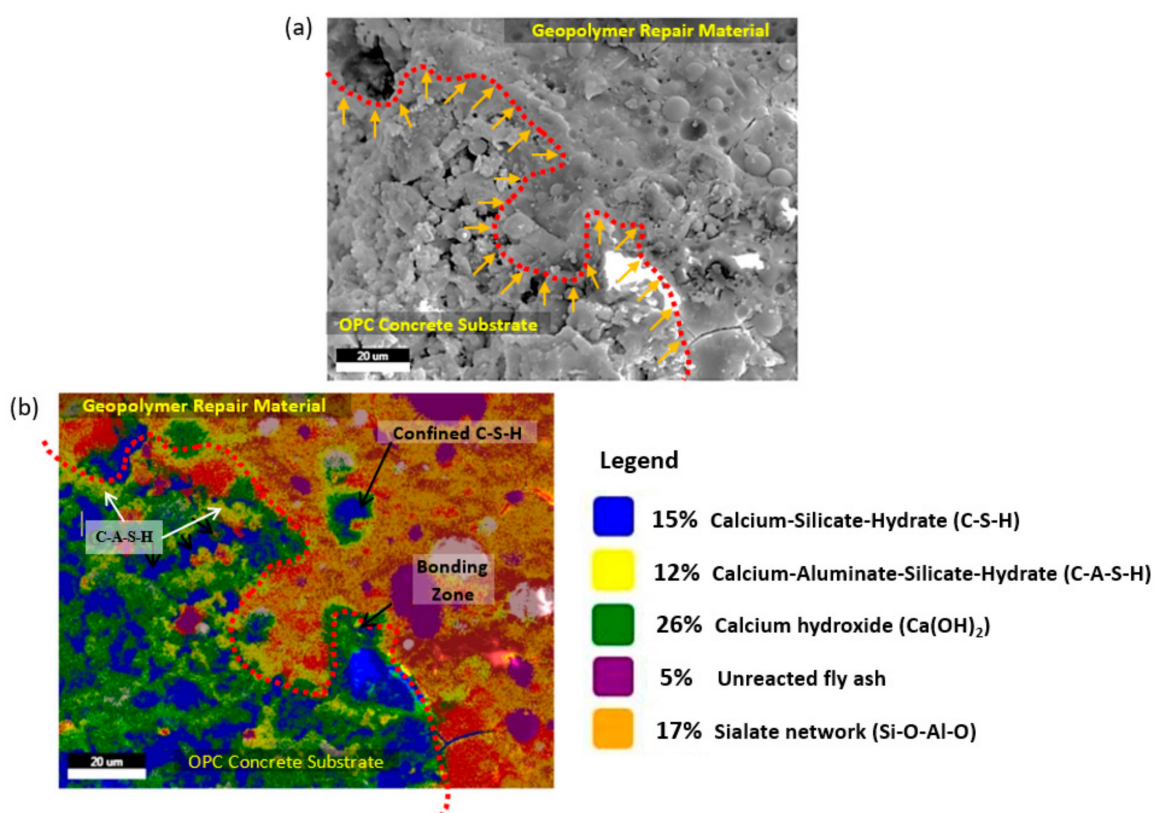 (a)
Geopolymer Repair Material
OPC Concrete Substrate
20 um
(b)
Geopolymer Repair Material
Confined C-S-H
C-A-S-H
Bonding
Zone
OPC Concrete Substrate
20 um
Legend
15% Calcium-Silicate-Hydrate (C-S-H)
12% Calcium-Aluminate-Silicate-Hydrate (C-A-S-H)
26% Calcium hydroxide (Ca(OH)₂)
5% Unreacted fly ash
17% Sialate network (Si-O-Al-O)